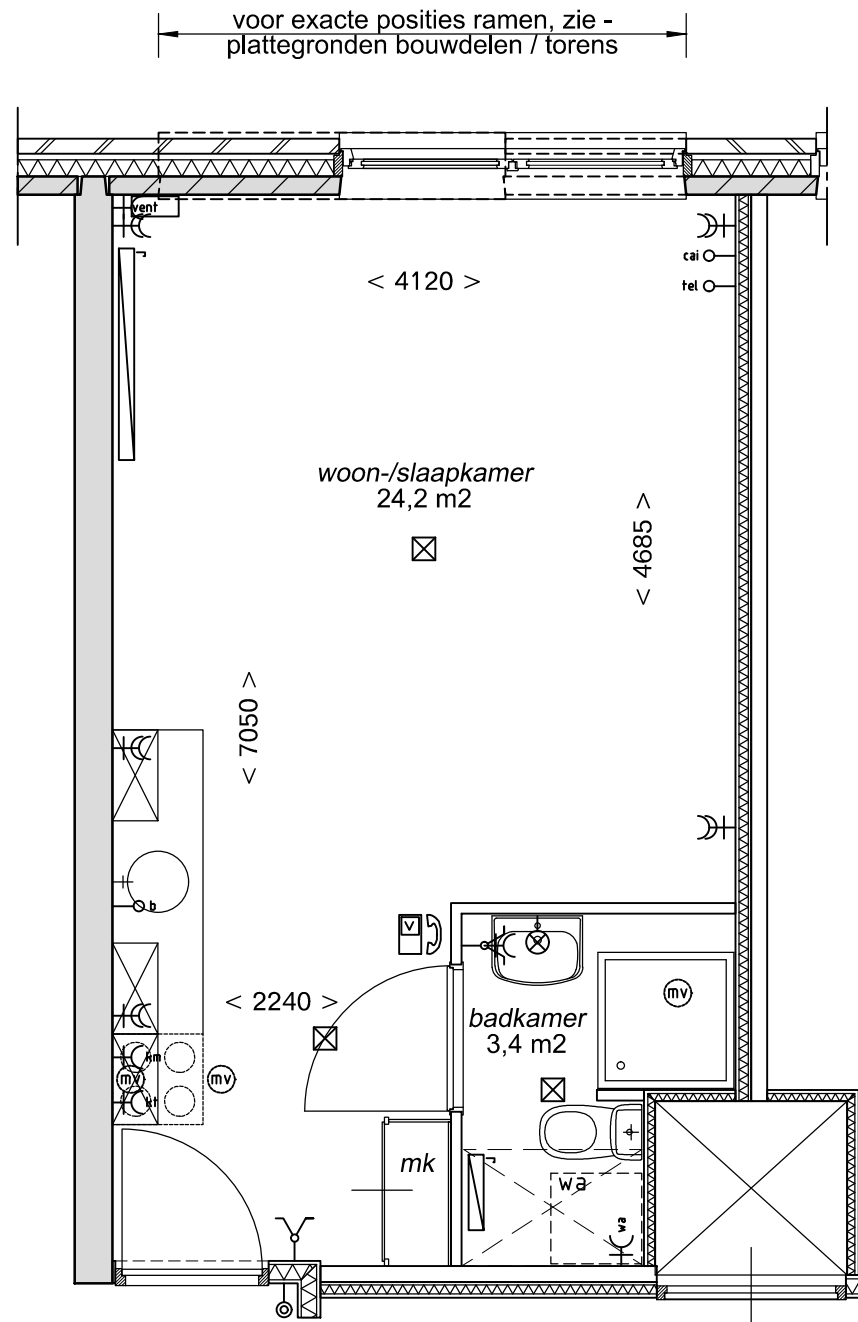 voor exacte posities ramen, zie -
plattegronden bouwdelen / torens
vent
cai
tel
< 4120 >
woon-/slaapkamer
24,2 m2
< 4685 >
< 7050 >
b
v
< 2240 >
badkamer
3,4 m2
mv
km
mv
mv
kt
mk
wa
wa